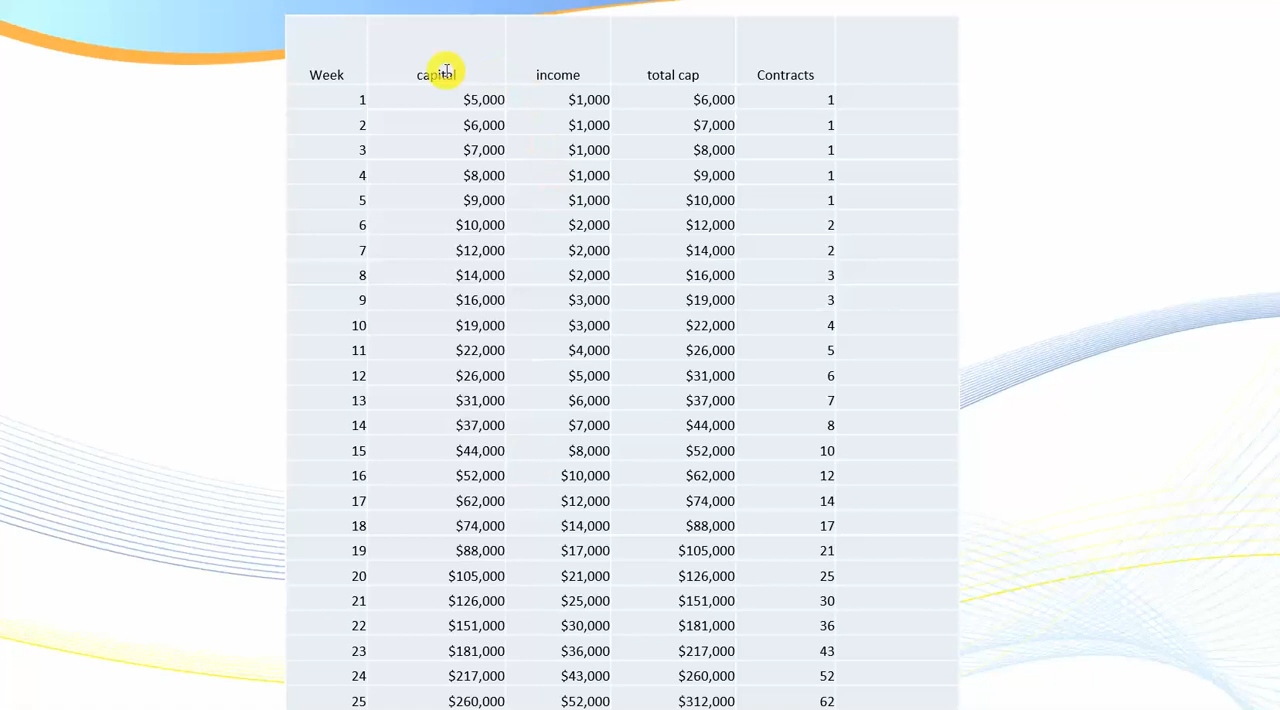 Week capital income total cap Contracts
1 $5,000 $1,000 $6,000 1
2 $6,000 $1,000 $7,000 1
3 $7,000 $1,000 $8,000 1
4 $8,000 $1,000 $9,000 1
5 $9,000 $1,000 $10,000 1
6 $10,000 $2,000 $12,000 2
7 $12,000 $2,000 $14,000 2
8 $14,000 $2,000 $16,000 3
9 $16,000 $3,000 $19,000 3
10 $19,000 $3,000 $22,000 4
11 $22,000 $4,000 $26,000 5
12 $26,000 $5,000 $31,000 6
13 $31,000 $6,000 $37,000 7
14 $37,000 $7,000 $44,000 8
15 $44,000 $8,000 $52,000 10
16 $52,000 $10,000 $62,000 12
17 $62,000 $12,000 $74,000 14
18 $74,000 $14,000 $88,000 17
19 $88,000 $17,000 $105,000 21
20 $105,000 $21,000 $126,000 25
21 $126,000 $25,000 $151,000 30
22 $151,000 $30,000 $181,000 36
23 $181,000 $36,000 $217,000 43
24 $217,000 $43,000 $260,000 52
25 $260,000 $52,000 $312,000 62